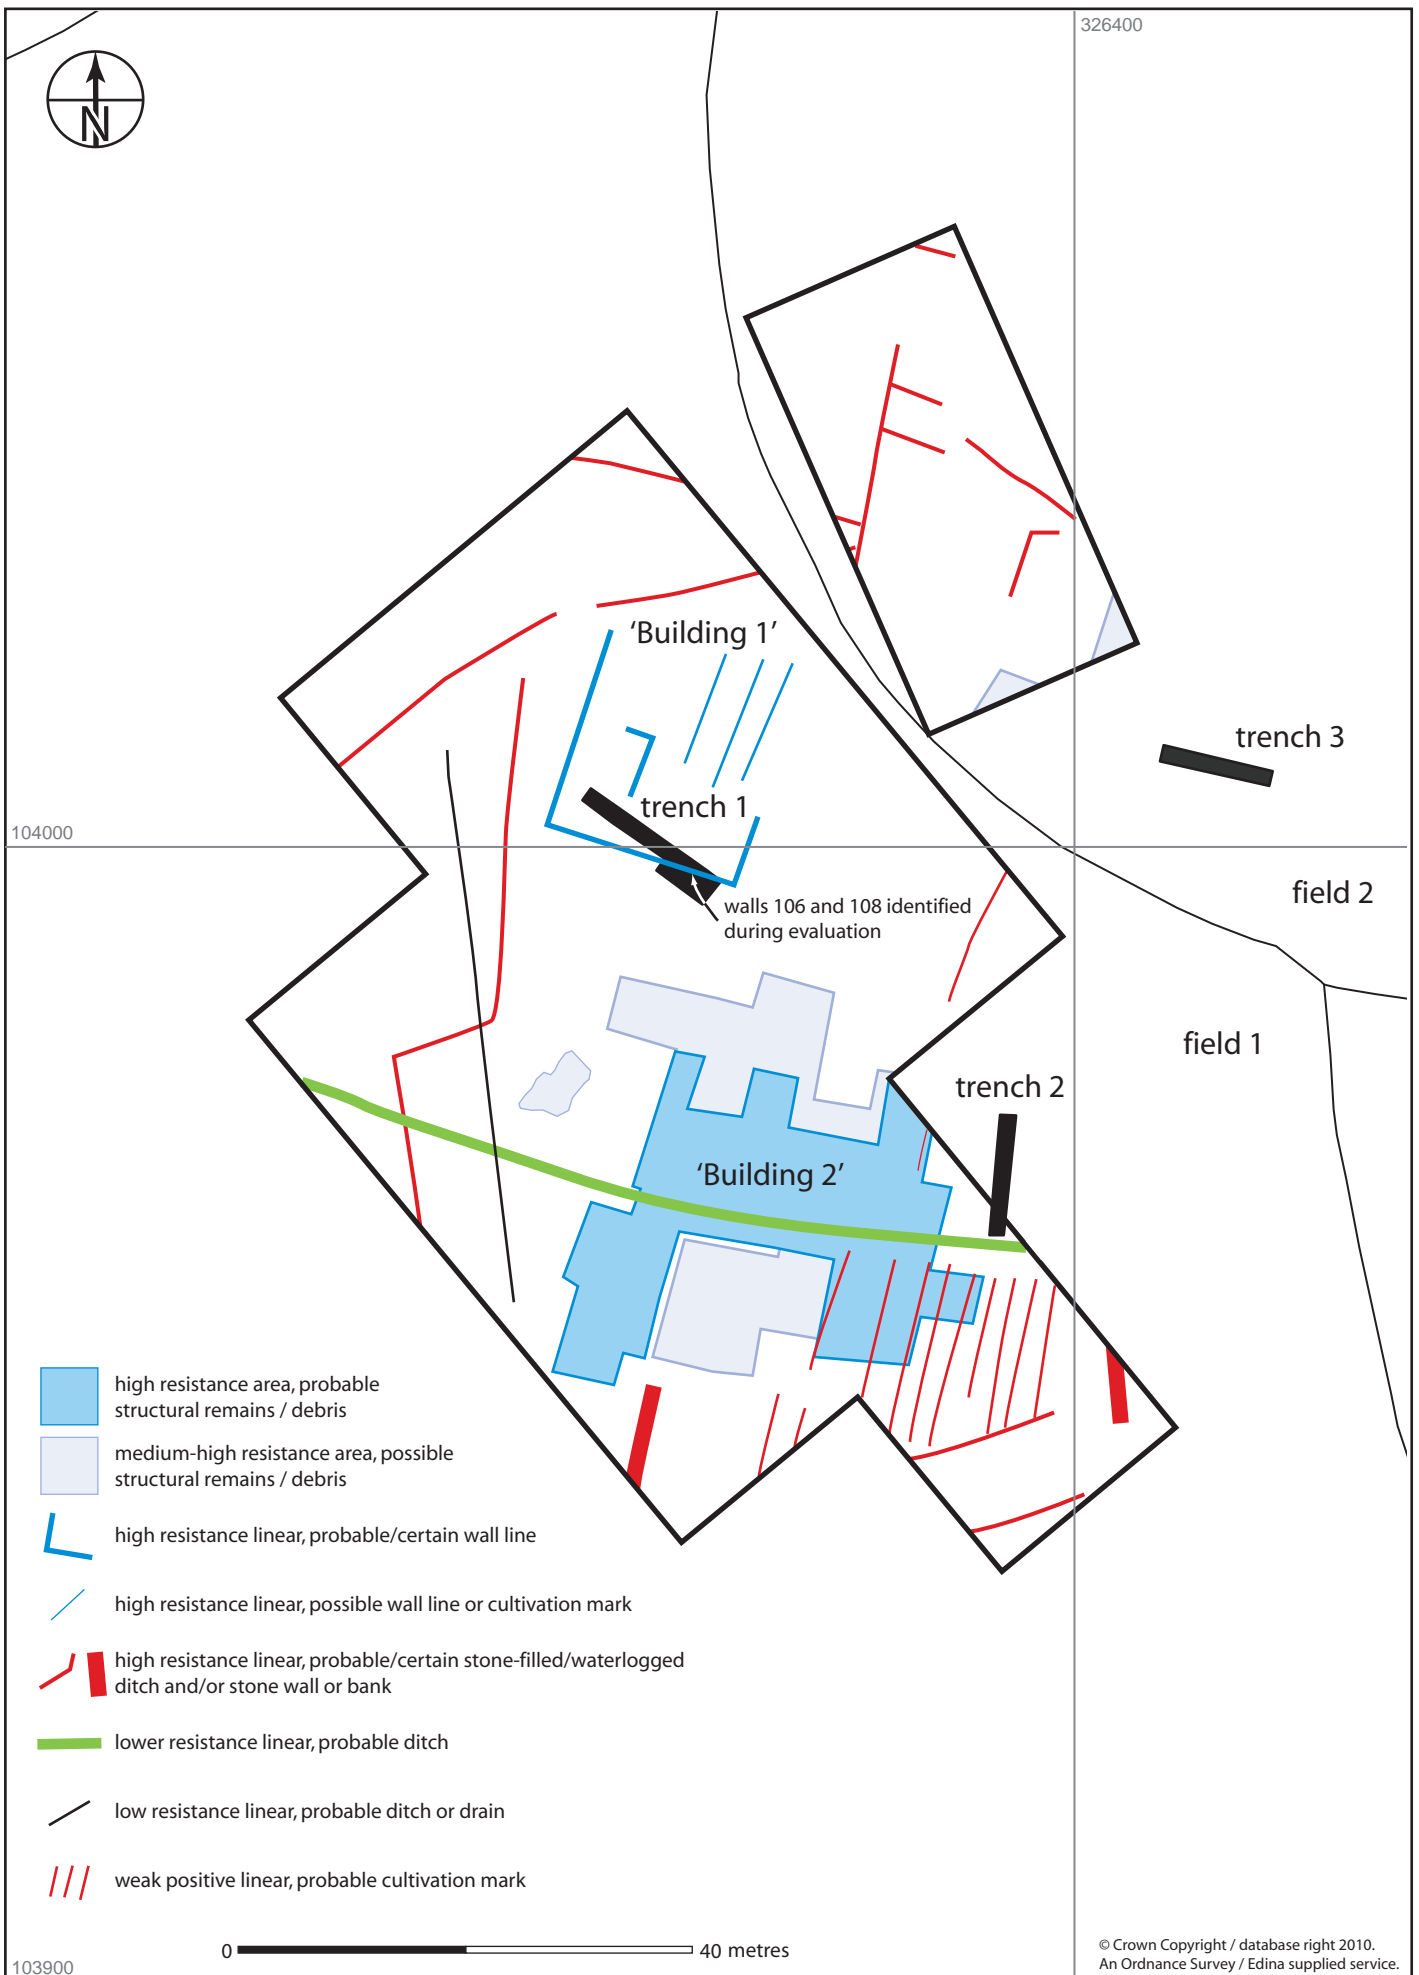 326400
N
'Building 1'
trench 1
trench 3
104000
walls 106 and 108 identified
during evaluation
field 2
field 1
trench 2
'Building 2'
high resistance area, probable
structural remains / debris
medium-high resistance area, possible
structural remains / debris
high resistance linear, probable/certain wall line
high resistance linear, possible wall line or cultivation mark
high resistance linear, probable/certain stone-filled/waterlogged
ditch and/or stone wall or bank
lower resistance linear, probable ditch
low resistance linear, probable ditch or drain
weak positive linear, probable cultivation mark
0 40 metres
103900
© Crown Copyright / database right 2010.
An Ordnance Survey / Edina supplied service.